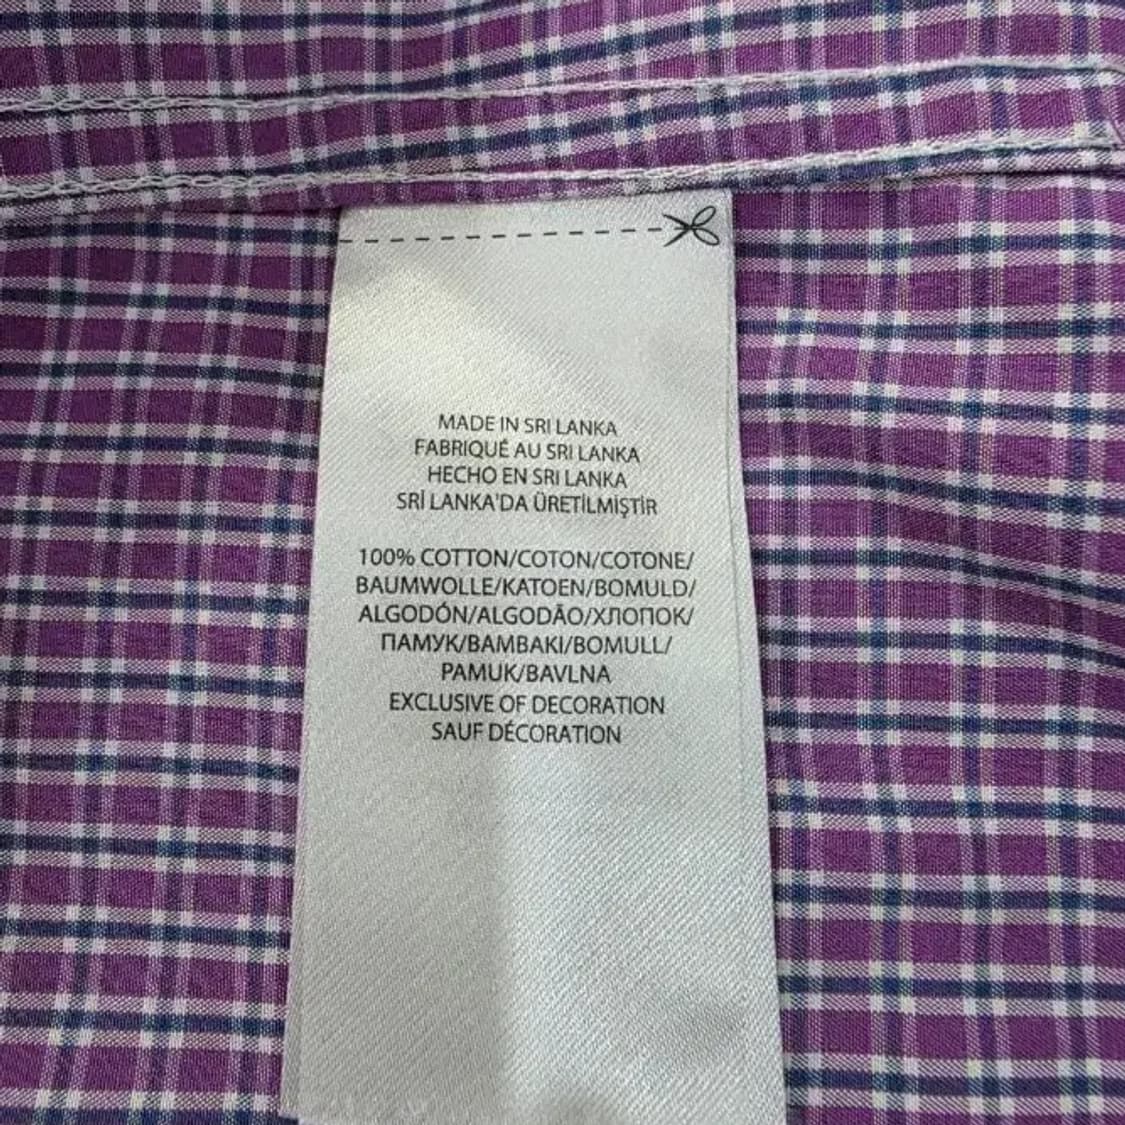 MADE IN SRI LANKA
FABRIQUÉ AU SRI LANKA
HECHO EN SRI LANKA
SRİ LANKA'DA ÜRETİLMİŞTİR
100% COTTON/COTON/COTONE/
BAUMWOLLE/KATOEN/BOMULD/
ALGODÓN/ALGODÃO/ХЛОПОК/
ПАМУК/BAMBAKI/BOMULL/
PAMUK/BAVLNA
EXCLUSIVE OF DECORATION
SAUF DÉCORATION